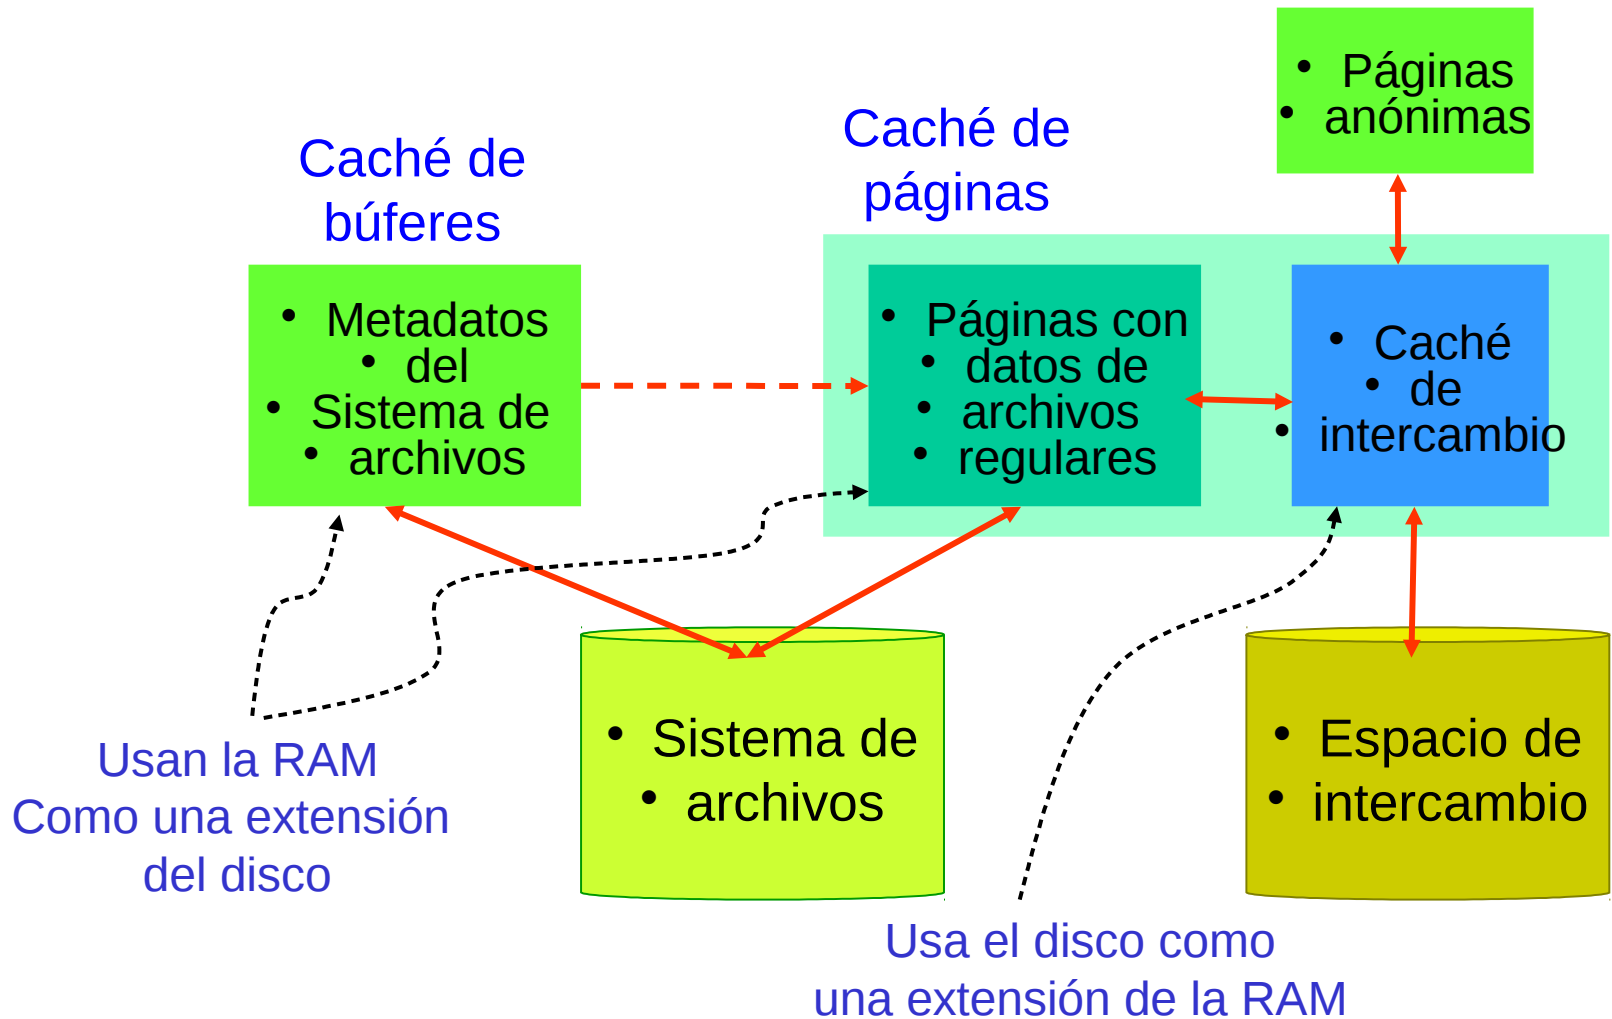 • Páginas
• anónimas
Caché de
páginas
Caché de
búferes
• Metadatos
• del
• Sistema de
• archivos
• Páginas con
• datos de
• archivos
• regulares
• Caché
• de
• intercambio
• Sistema de
• archivos
• Espacio de
• intercambio
Usan la RAM
Como una extensión
del disco
Usa el disco como
una extensión de la RAM